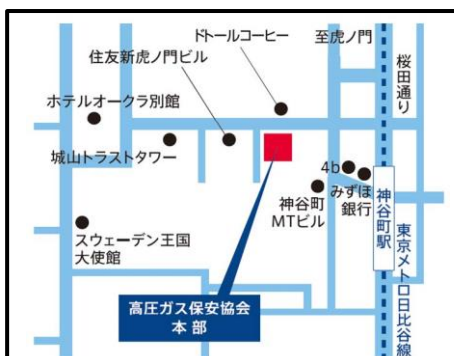 ドトールコーヒー
至虎ノ門
桜田通り
住友新虎ノ門ビル
ホテルオークラ別館
城山トラストタワー
4b
みずほ
銀行
神谷町
MTビル
神谷町駅
スウェーデン王国
大使館
東京メトロ日比谷線
高圧ガス保安協会
本部